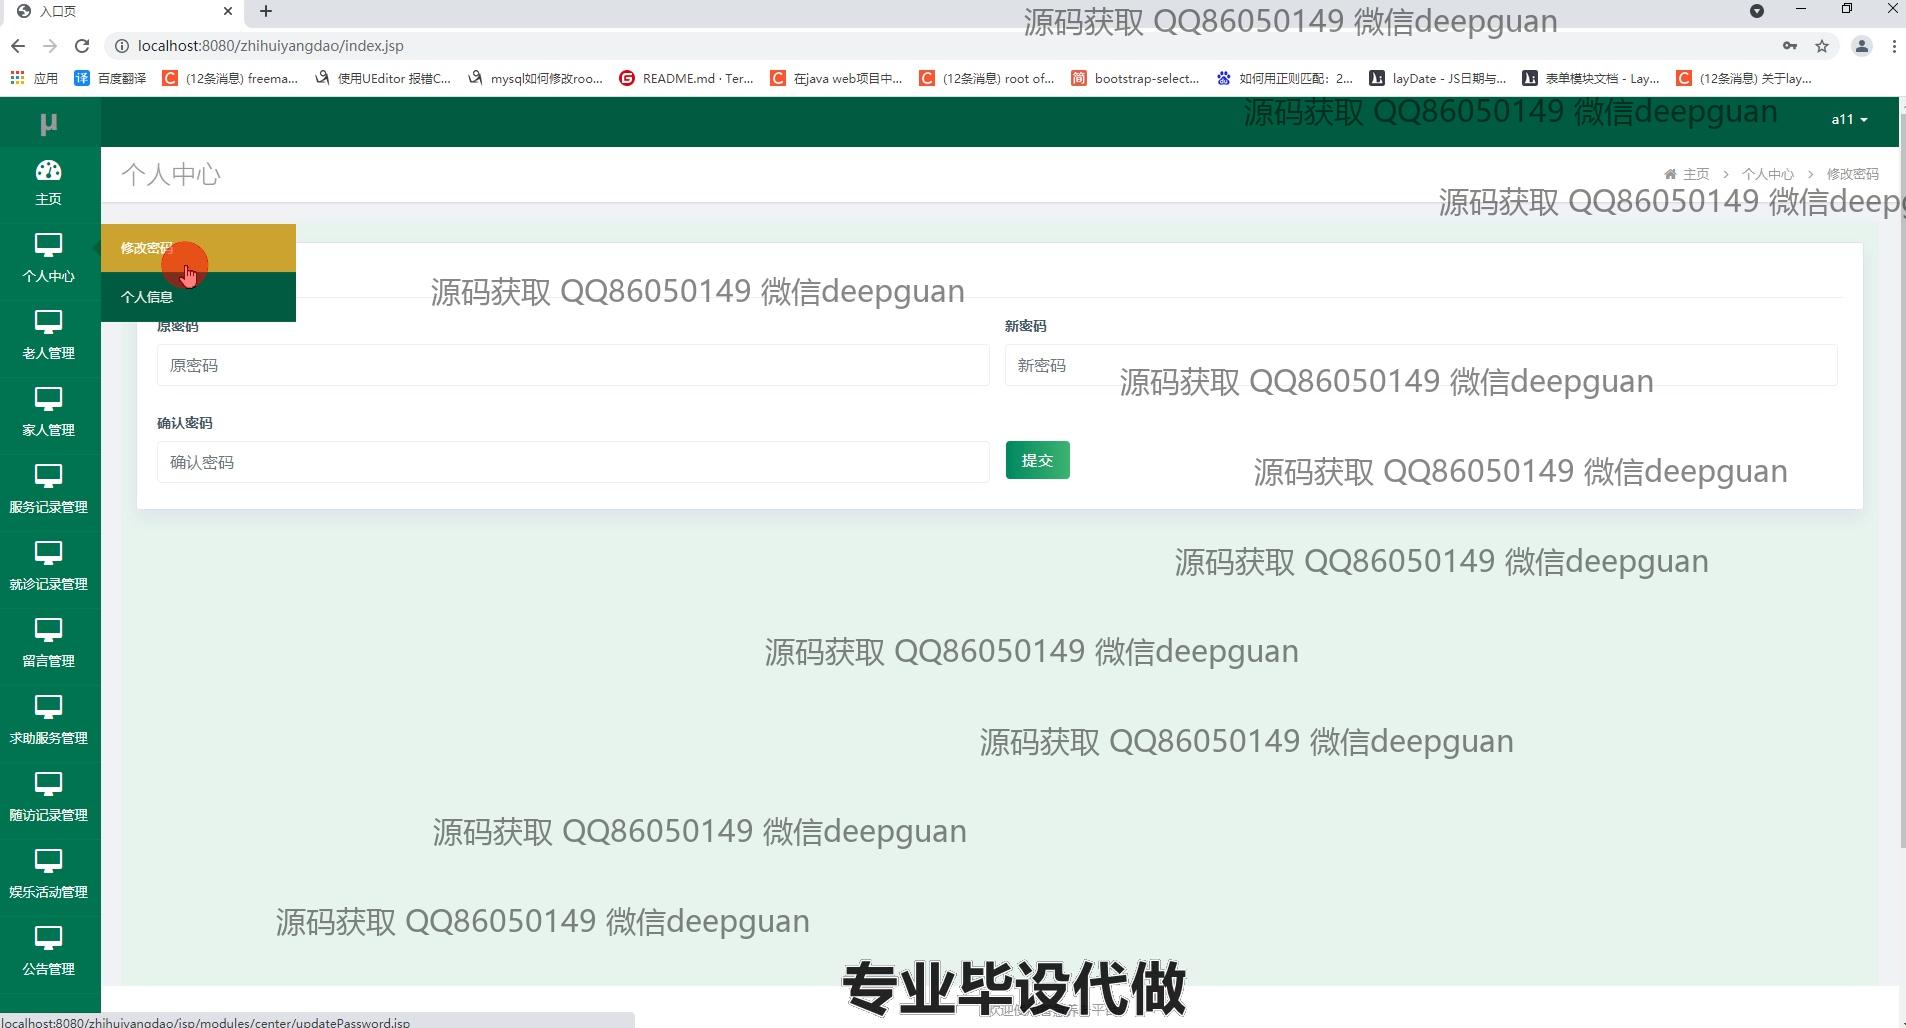 入口页
源码获取 QQ86050149 微信deepguan
localhost:8080/zhihuiyangdao/index.jsp
应用
百度翻译
(12条消息) freema...
使用UEditor 报错C...
mysql如何修改roo...
README.md · Ter...
在java web项目中...
(12条消息) root of...
bootstrap-select...
如何用正则匹配：2...
layDate - JS日期与...
表单模块文档 - Lay...
(12条消息) 关于lay...
μ
源码获取 QQ86050149 微信deepguan
a11
主页
个人中心
主页 > 个人中心 > 修改密码
源码获取 QQ86050149 微信deepg
个人中心
修改密码
个人信息
源码获取 QQ86050149 微信deepguan
老人管理
原密码
新密码
原密码
新密码
源码获取 QQ86050149 微信deepguan
家人管理
确认密码
确认密码
提交
源码获取 QQ86050149 微信deepguan
服务记录管理
就诊记录管理
源码获取 QQ86050149 微信deepguan
留言管理
源码获取 QQ86050149 微信deepguan
求助服务管理
源码获取 QQ86050149 微信deepguan
随访记录管理
源码获取 QQ86050149 微信deepguan
娱乐活动管理
源码获取 QQ86050149 微信deepguan
公告管理
专业毕设代做
localhost:8080/zhihuiyangdao/jsp/modules/center/updatePassword.jsp